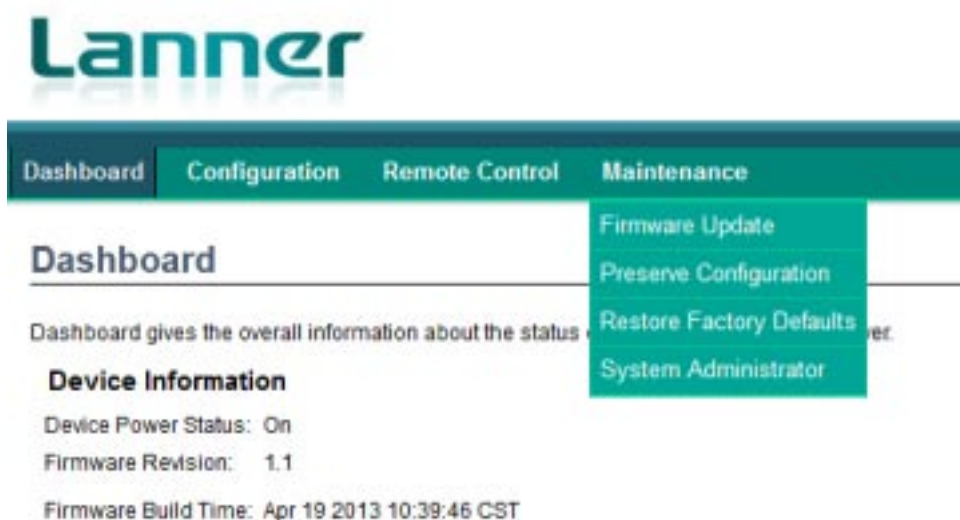 Lanner
Dashboard Configuration Remote Control Maintenance
Firmware Update
Preserve Configuration
Restore Factory Defaults
System Administrator
Dashboard
Dashboard gives the overall information about the status
Device Information
Device Power Status: On
Firmware Revision: 1.1
Firmware Build Time: Apr 19 2013 10:39:46 CST